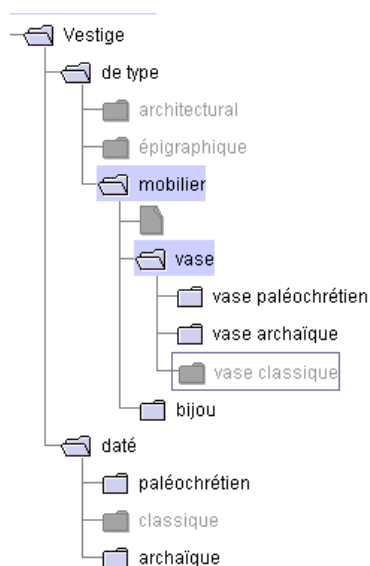 Vestige
de type
architectural
épigraphique
mobilier
vase
vase paléochrétien
vase archaïque
vase classique
bijou
daté
paléochrétien
classique
archaïque